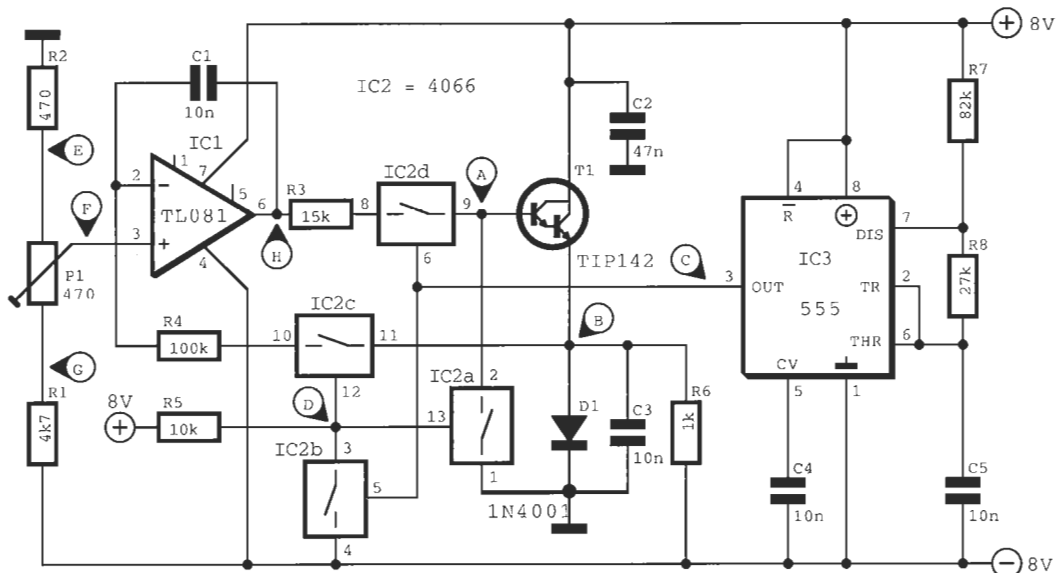 R2
470
E
F
P1
470
G
R1
4k7
8V
R5
10k
C1
10n
IC1
1
7
2
-
TL081
5
6
3
+
4
H
IC2 = 4066
R3
15k
8
IC2d
9
6
A
R4
100k
10
IC2c
11
12
D
IC2b
3
5
4
IC2a
2
13
1
T1
TIP142
C2
47n
B
C
D1
1N4001
C3
10n
R6
1k
4
8
R
+
DIS
7
IC3
3
OUT
TR
2
555
THR
6
CV
5
1
R7
82k
R8
27k
C4
10n
C5
10n
+ 8V
- 8V